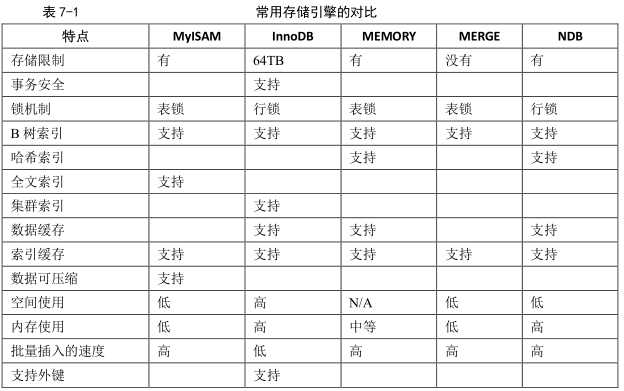 表 7-1 常用存储引擎的对比
特点 MyISAM InnoDB MEMORY MERGE NDB
存储限制 有 64TB 有 没有 有
事务安全 支持
锁机制 表锁 行锁 表锁 表锁 行锁
B 树索引 支持 支持 支持 支持 支持
哈希索引 支持 支持
全文索引 支持
集群索引 支持
数据缓存 支持 支持 支持
索引缓存 支持 支持 支持 支持 支持
数据可压缩 支持
空间使用 低 高 N/A 低 低
内存使用 低 高 中等 低 高
批量插入的速度 高 低 高 高 高
支持外键 支持